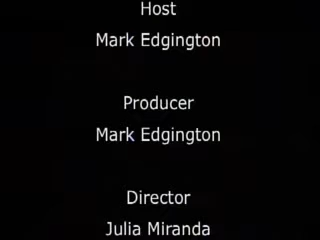 Host
Mark Edgington
Producer
Mark Edgington
Director
Julia Miranda